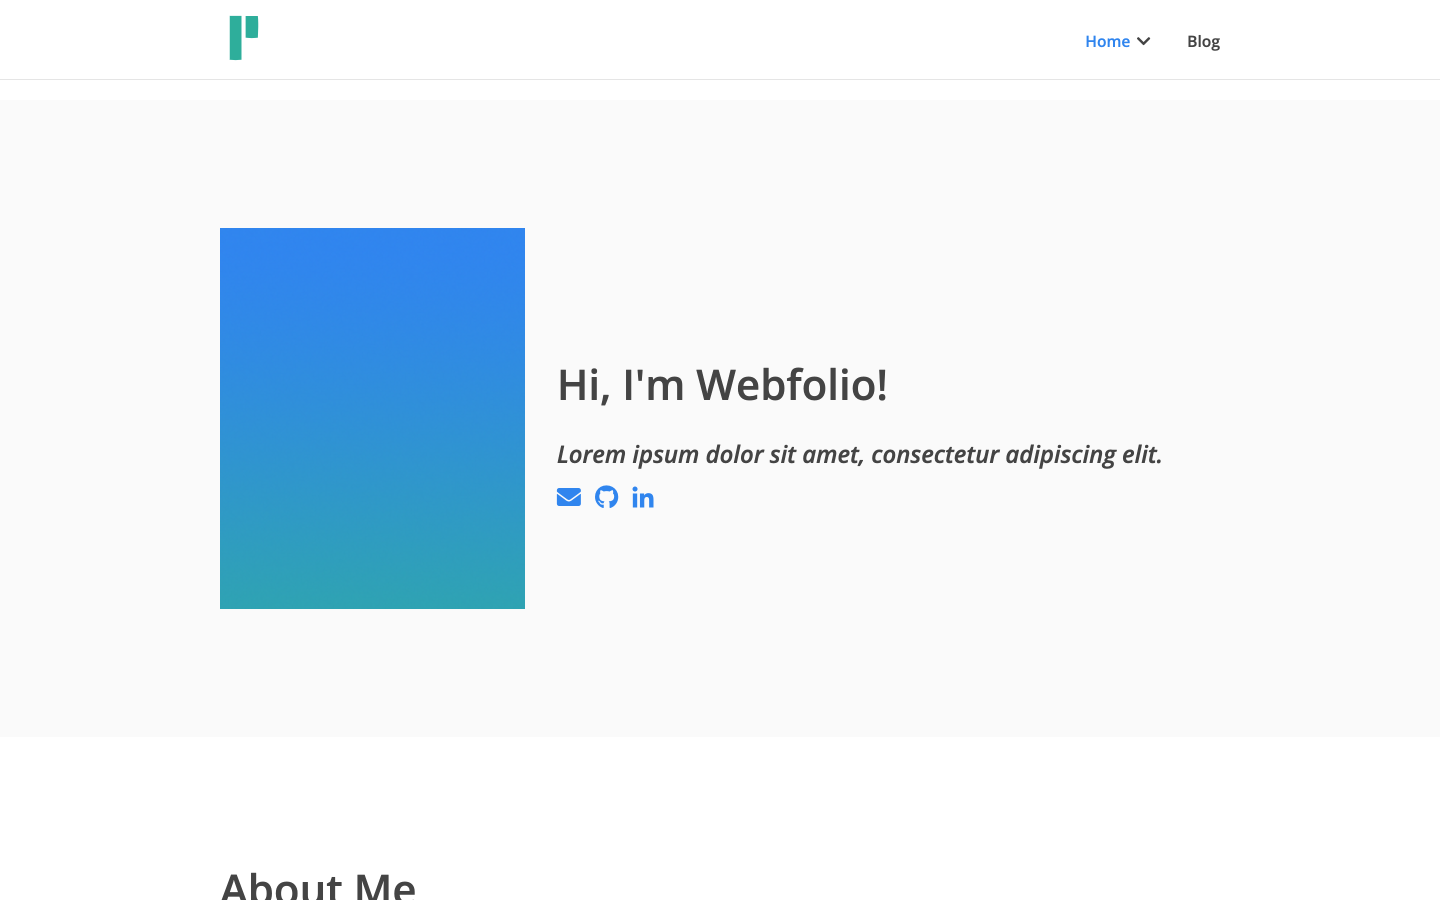 Home
Blog
Hi, I'm Webfolio!
Lorem ipsum dolor sit amet, consectetur adipiscing elit.
About Me